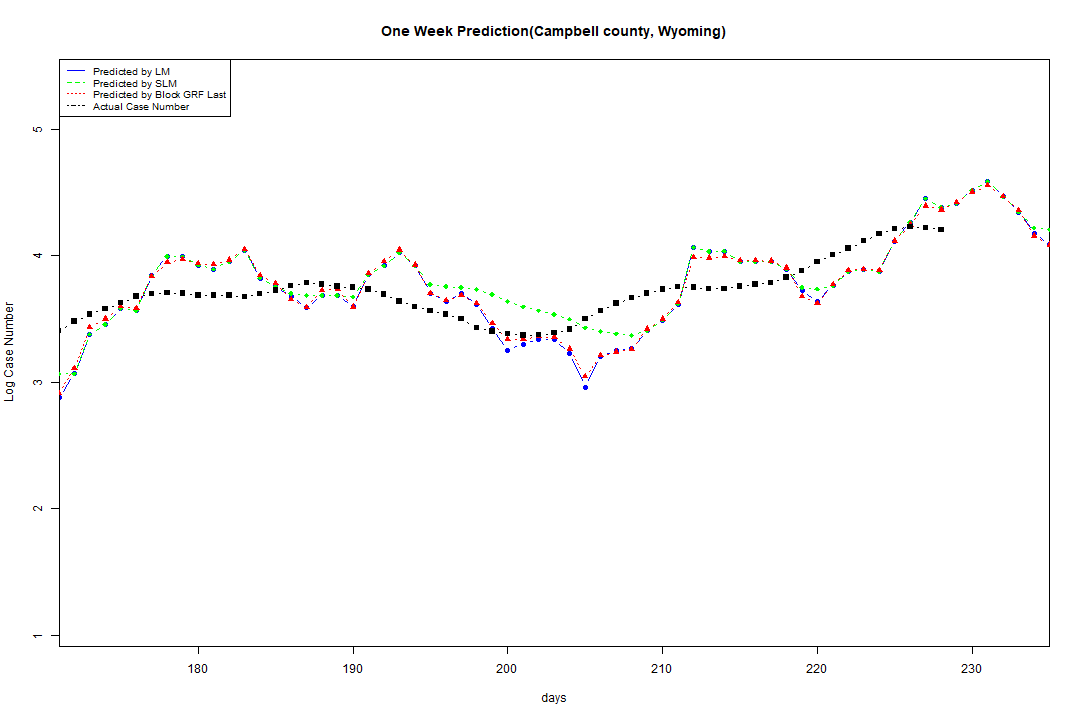 One Week Prediction(Campbell county, Wyoming)
Predicted by LM
Predicted by SLM
Predicted by Block GRF Last
Actual Case Number
5
4
3
2
1
Log Case Number
180 190 200 210 220 230
days